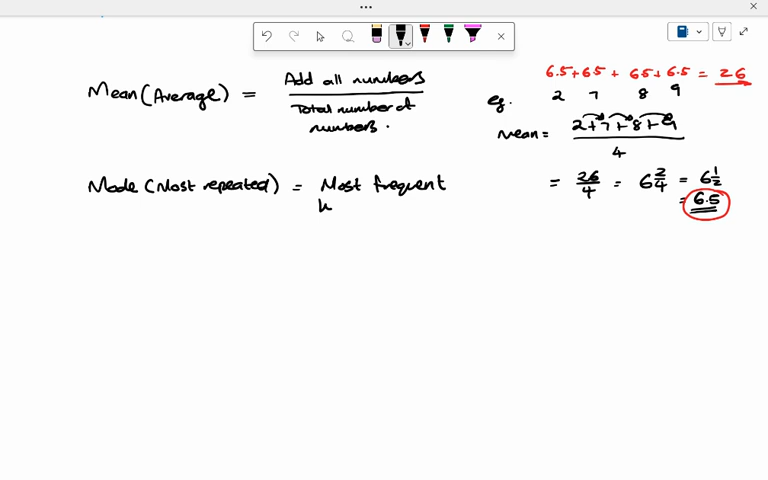 Mean (Average) = Add all numbers / Total number of numbers.
6.5 + 6.5 + 6.5 + 6.5 = 26
eg. 2 7 8 9
mean = 2+7+8+9 / 4
= 26/4 = 6 2/4 = 6 1/2
= 6.5
Mode (Most repeated) = Most frequent